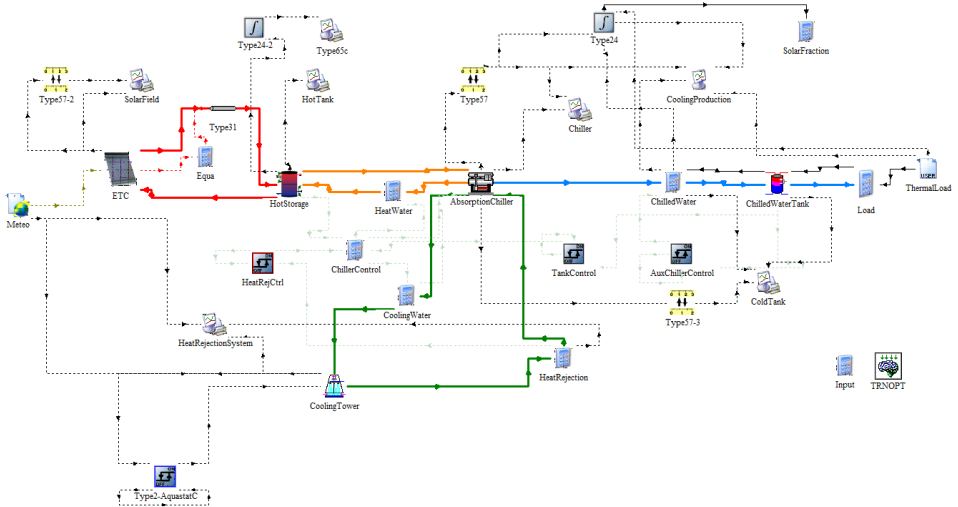 Type24-2
Type65c
Type24
SolarFraction
Type57-2
SolarField
HotTank
Type57
Chiller
CoolingProduction
Type31
Equa
ETC
Meteo
HotStorage
HeatWater
AbsorptionChiller
ChilledWater
ChilledWaterTank
Load
USER
ThermalLoad
HeatRejCtrl
ChillerControl
TankControl
AuxChillerControl
ColdTank
CoolingWater
Type57-3
HeatRejectionSystem
HeatRejection
Input
TRNOPT
CoolingTower
Type2-AquastatC